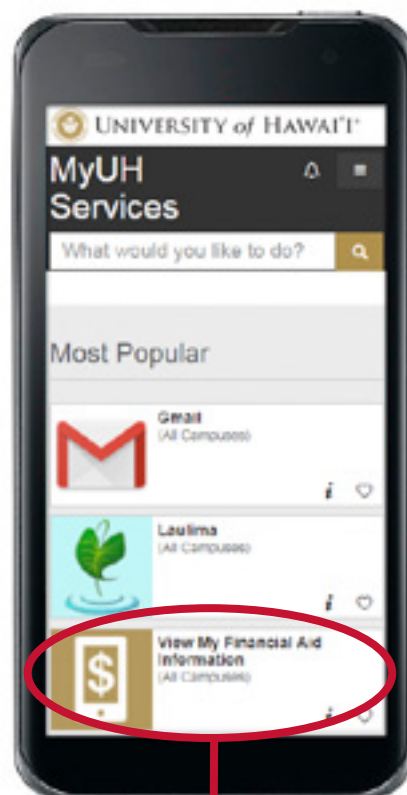 UNIVERSITY of HAWAI‘I®
MyUH
Services
What would you like to do?
Most Popular
Gmail
(All Campuses)
i
Laulima
(All Campuses)
i
$
View My Financial Aid
Information
(All Campuses)
i